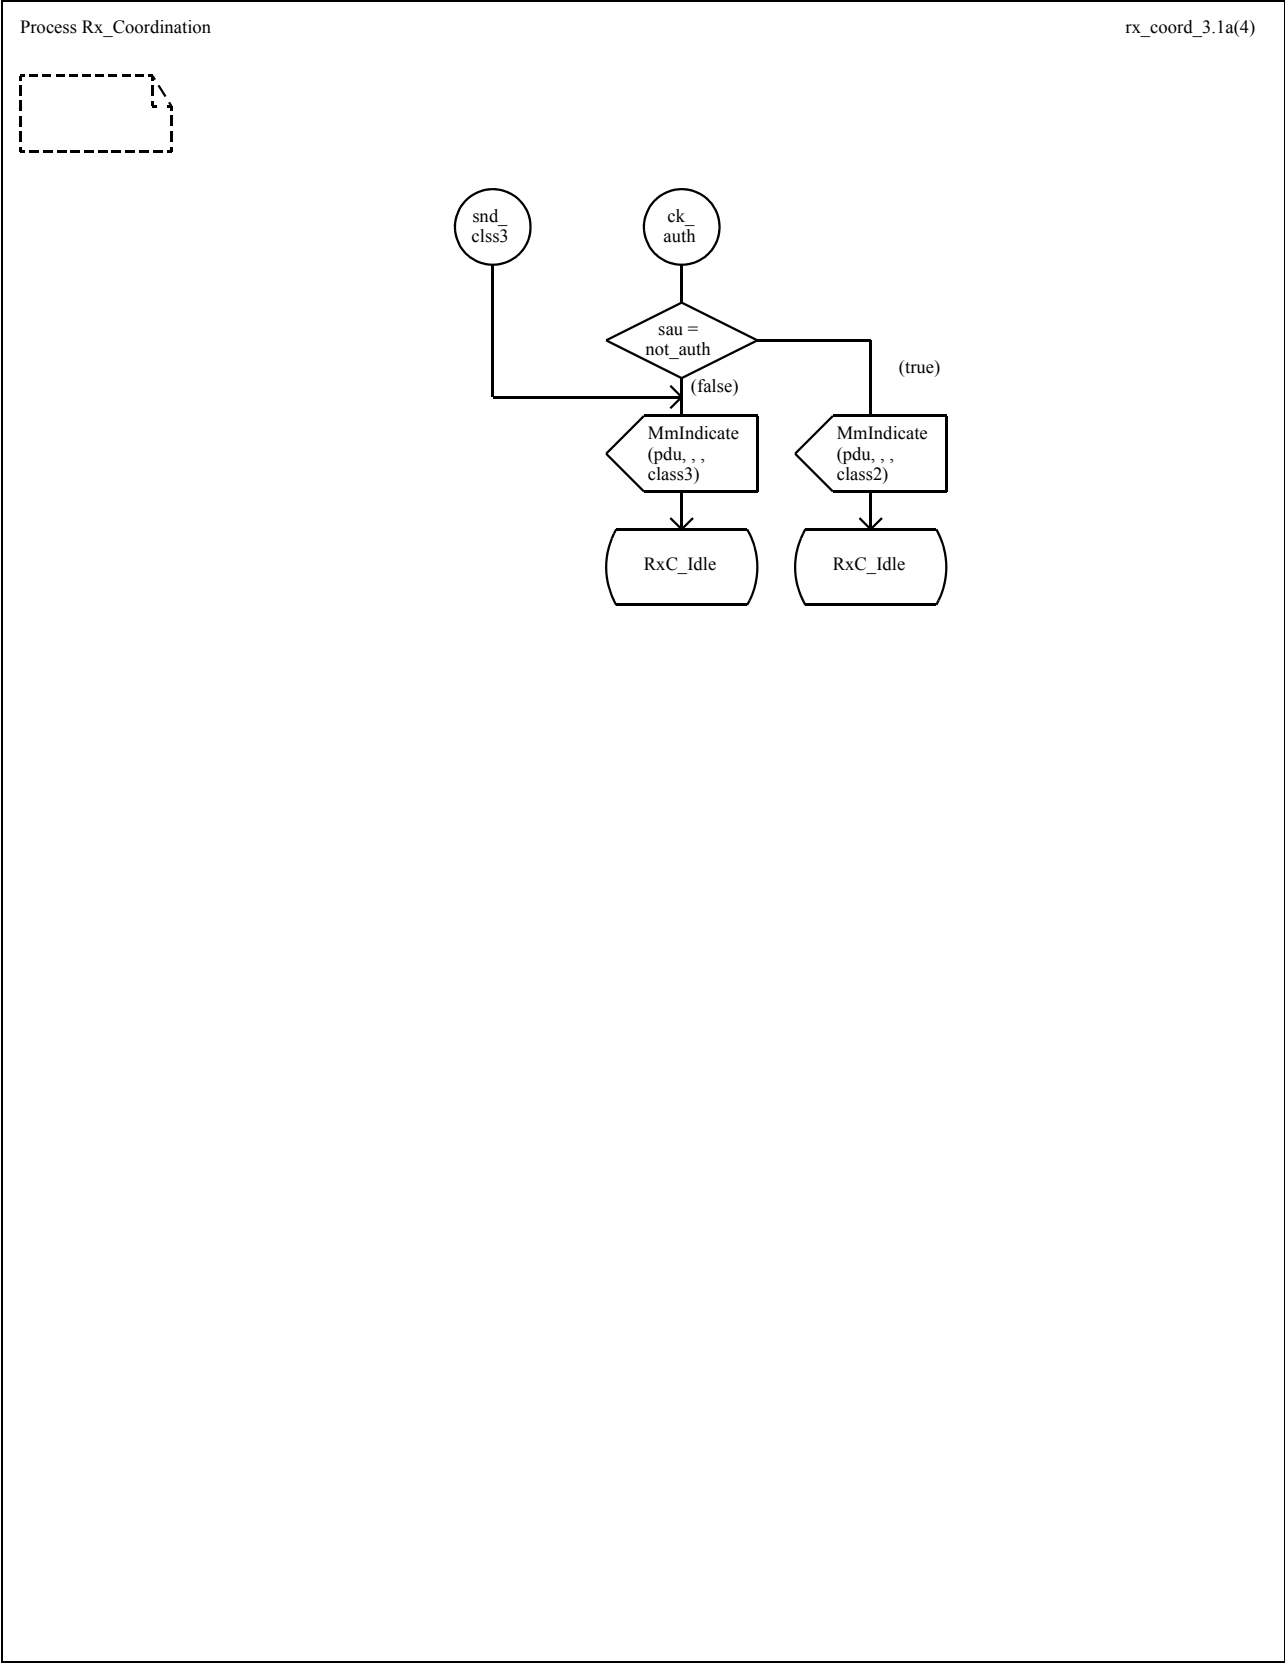 Process Rx_Coordination
rx_coord_3.1a(4)
snd_
clss3
ck_
auth
sau =
not_auth
(true)
(false)
MmIndicate
(pdu, , ,
class3)
MmIndicate
(pdu, , ,
class2)
RxC_Idle
RxC_Idle